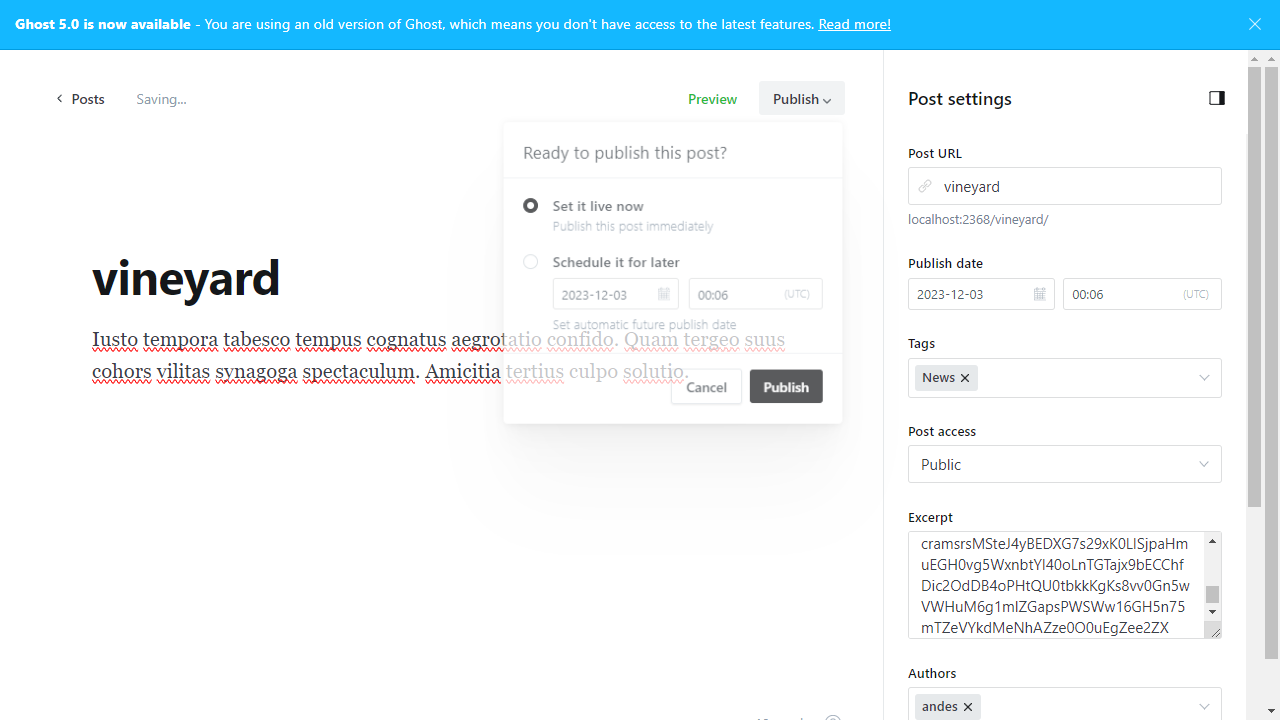 Ghost 5.0 is now available - You are using an old version of Ghost, which means you don't have access to the latest features. Read more!
Posts
Saving...
Preview
Publish
Ready to publish this post?
Set it live now
Publish this post immediately
Schedule it for later
2023-12-03
00:06
(UTC)
Set automatic future publish date
Cancel
Publish
vineyard
Iusto tempora tabesco tempus cognatus aegrotatio confido. Quam tergeo suus
cohors vilitas synagoga spectaculum. Amicitia tertius culpo solutio.
Post settings
Post URL
vineyard
localhost:2368/vineyard/
Publish date
2023-12-03
00:06
(UTC)
Tags
News
Post access
Public
Excerpt
cramsrsMSteJ4yBEDXG7s29xK0LISjpaHm
uEGH0vg5WxnbtYl40oLnTGTajx9bECChf
Dic2OdDB4oPHtQU0tbkkKgKs8vv0Gn5w
VWHuM6g1mIZGapsPWSWw16GH5n75
mTZeVYkdMeNhAZze0O0uEgZee2ZX
Authors
andes